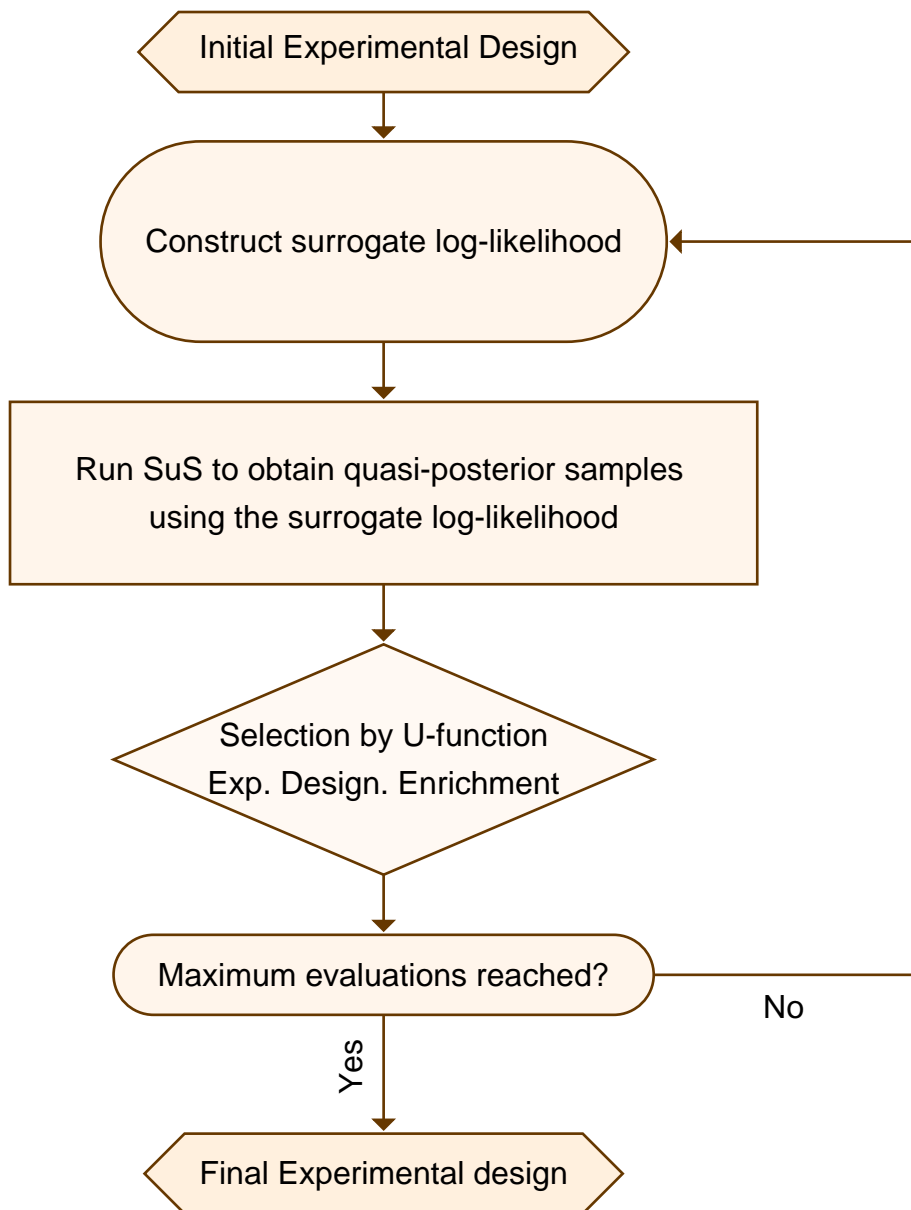 Initial Experimental Design
Construct surrogate log-likelihood
Run SuS to obtain quasi-posterior samples
using the surrogate log-likelihood
Selection by U-function
Exp. Design. Enrichment
Maximum evaluations reached?
No
Yes
Final Experimental design